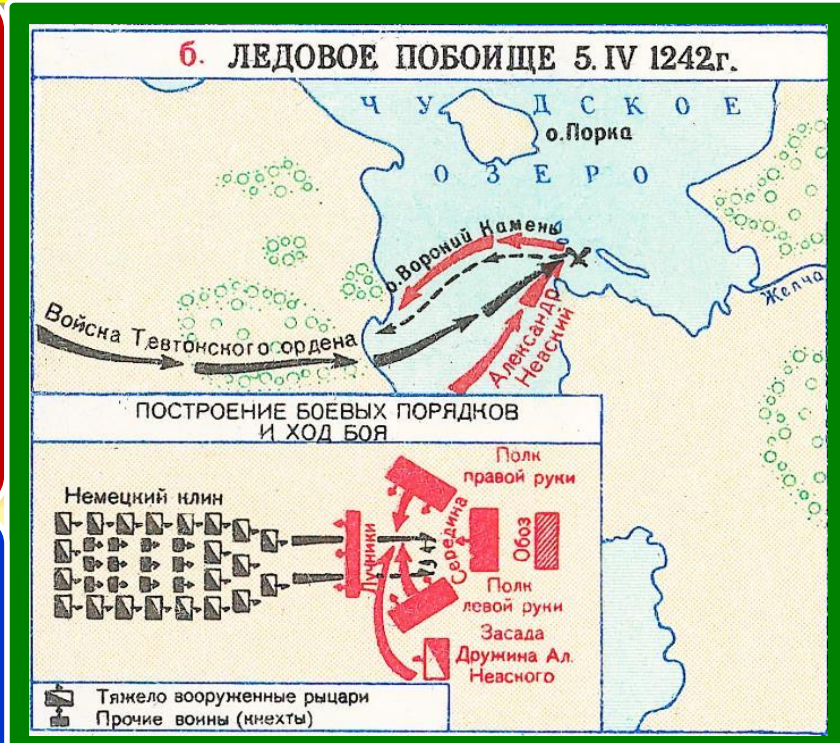 б. ЛЕДОВОЕ ПОБОИЩЕ 5. IV 1242г.
ЧУДСКОЕ
о.Порка
ОЗЕРО
о.Вороний Камень
Желча
Войска Тевтонского ордена
Александр
Невский
ПОСТРОЕНИЕ БОЕВЫХ ПОРЯДКОВ
И ХОД БОЯ
Полк
правой руки
Немецкий клин
Лучники
Середина
Обоз
Полк
левой руки
Засада
Дружина Ал.
Невского
Тяжело вооруженные рыцари
Прочие воины (кнехты)